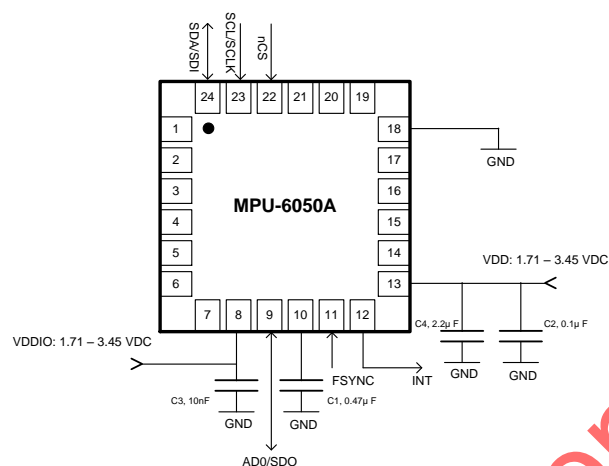 SDA/SDI
SCL/SCLK
nCS
24 23 22 21 20 19
1
2
3
4
5
6
18
17
16
15
14
13
MPU-6050A
7 8 9 10 11 12
GND
VDD: 1.71 – 3.45 VDC
C4, 2.2µ F
C2, 0.1µ F
GND
GND
VDDIO: 1.71 – 3.45 VDC
C3, 10nF
GND
C1, 0.47µ F
GND
FSYNC
INT
AD0/SDO